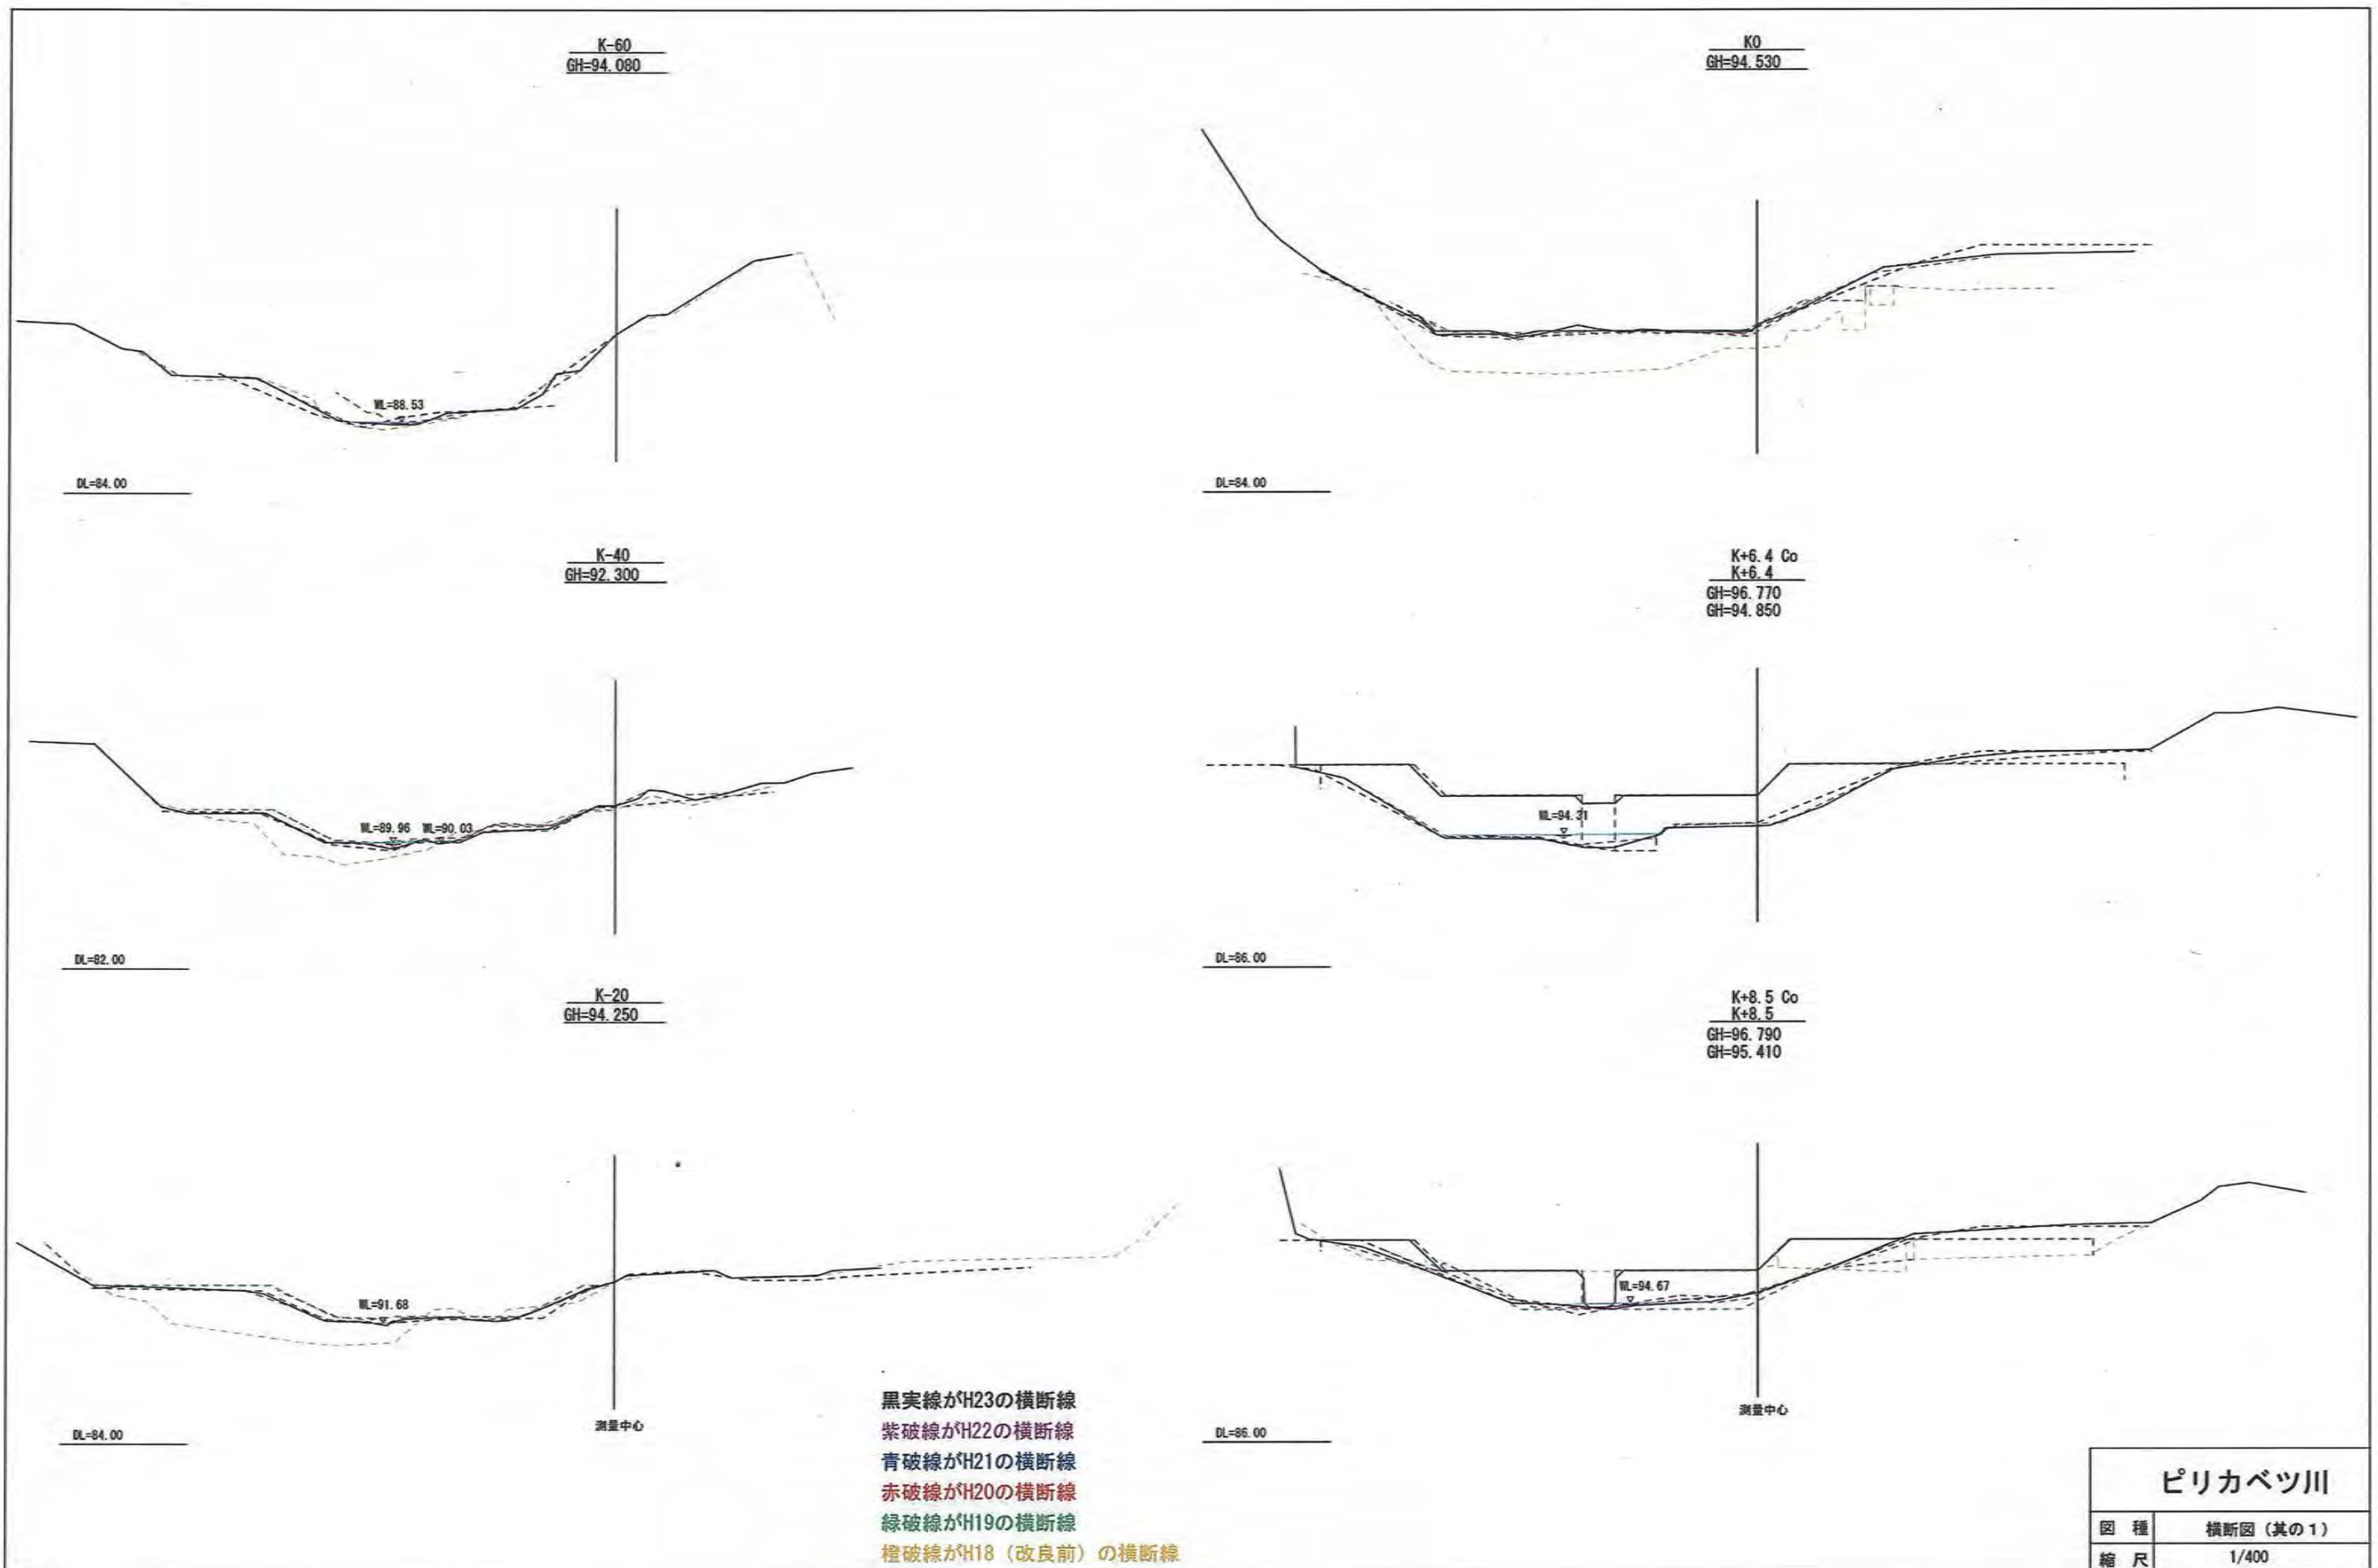 K-60
GH=94.080
WL=88.53
DL=84.00
K-40
GH=92.300
WL=89.96 WL=90.03
DL=82.00
K-20
GH=94.250
WL=91.68
測量中心
DL=84.00
K0
GH=94.530
DL=84.00
K+6.4 Co
K+6.4
GH=96.770
GH=94.850
WL=94.31
DL=86.00
K+8.5 Co
K+8.5
GH=96.790
GH=95.410
WL=94.67
測量中心
DL=86.00
黒実線がH23の横断線
紫破線がH22の横断線
青破線がH21の横断線
赤破線がH20の横断線
緑破線がH19の横断線
橙破線がH18（改良前）の横断線
ピリカベツ川
図 種 横断図（其の1）
縮 尺 1/400